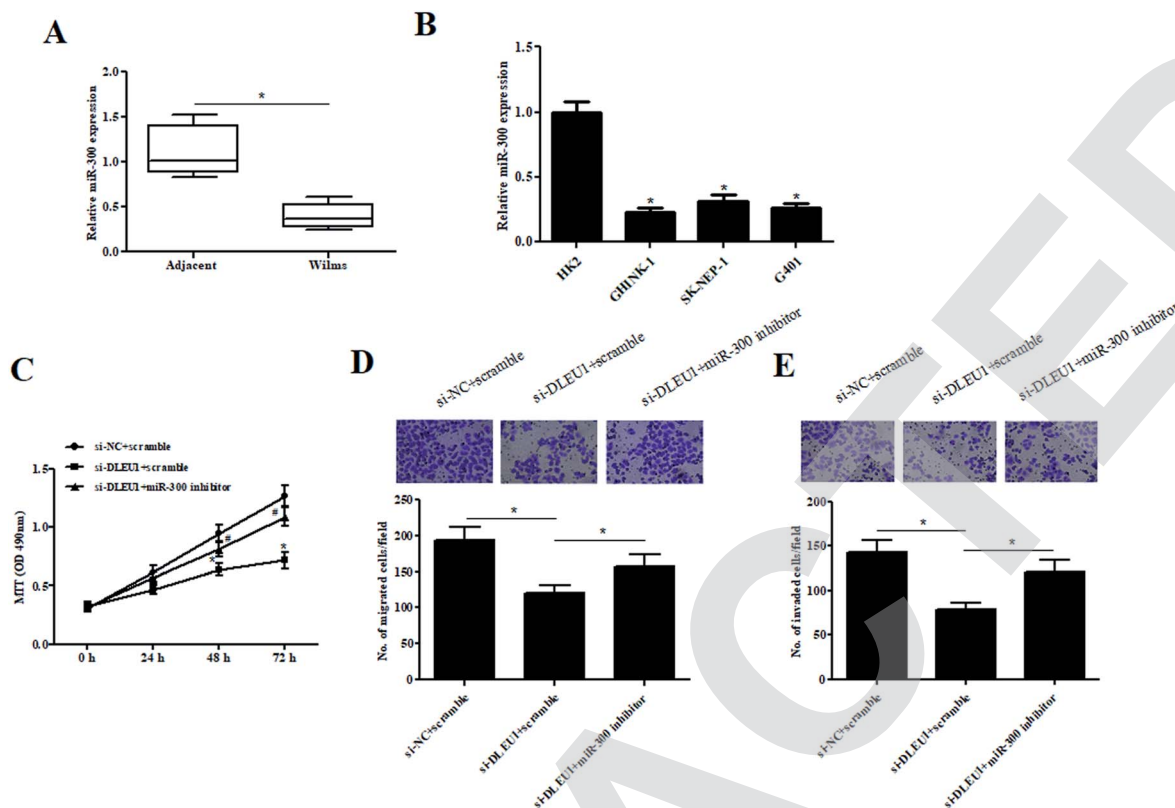 A
Relative miR-300 expression
2.0
1.5
1.0
0.5
0.0
*
Adjacent
Wilms
B
Relative miR-300 expression
1.5
1.0
0.5
0.0
*
*
*
HK2
GHINK-1
SK-NEP-1
G401
C
si-NC+scramble
si-DLEU1+scramble
si-DLEU1+miR-300 inhibitor
MTT (OD 490nm)
1.5
1.0
0.5
0.0
*
#
*
#
0 h
24 h
48 h
72 h
D
si-NC+scramble
si-DLEU1+scramble
si-DLEU1+miR-300 inhibitor
No. of migrated cells/field
250
200
150
100
50
0
*
*
si-NC+scramble
si-DLEU1+scramble
si-DLEU1+miR-300 inhibitor
E
si-NC+scramble
si-DLEU1+scramble
si-DLEU1+miR-300 inhibitor
No. of invaded cells/field
200
150
100
50
0
*
*
si-NC+scramble
si-DLEU1+scramble
si-DLEU1+miR-300 inhibitor
ACTED